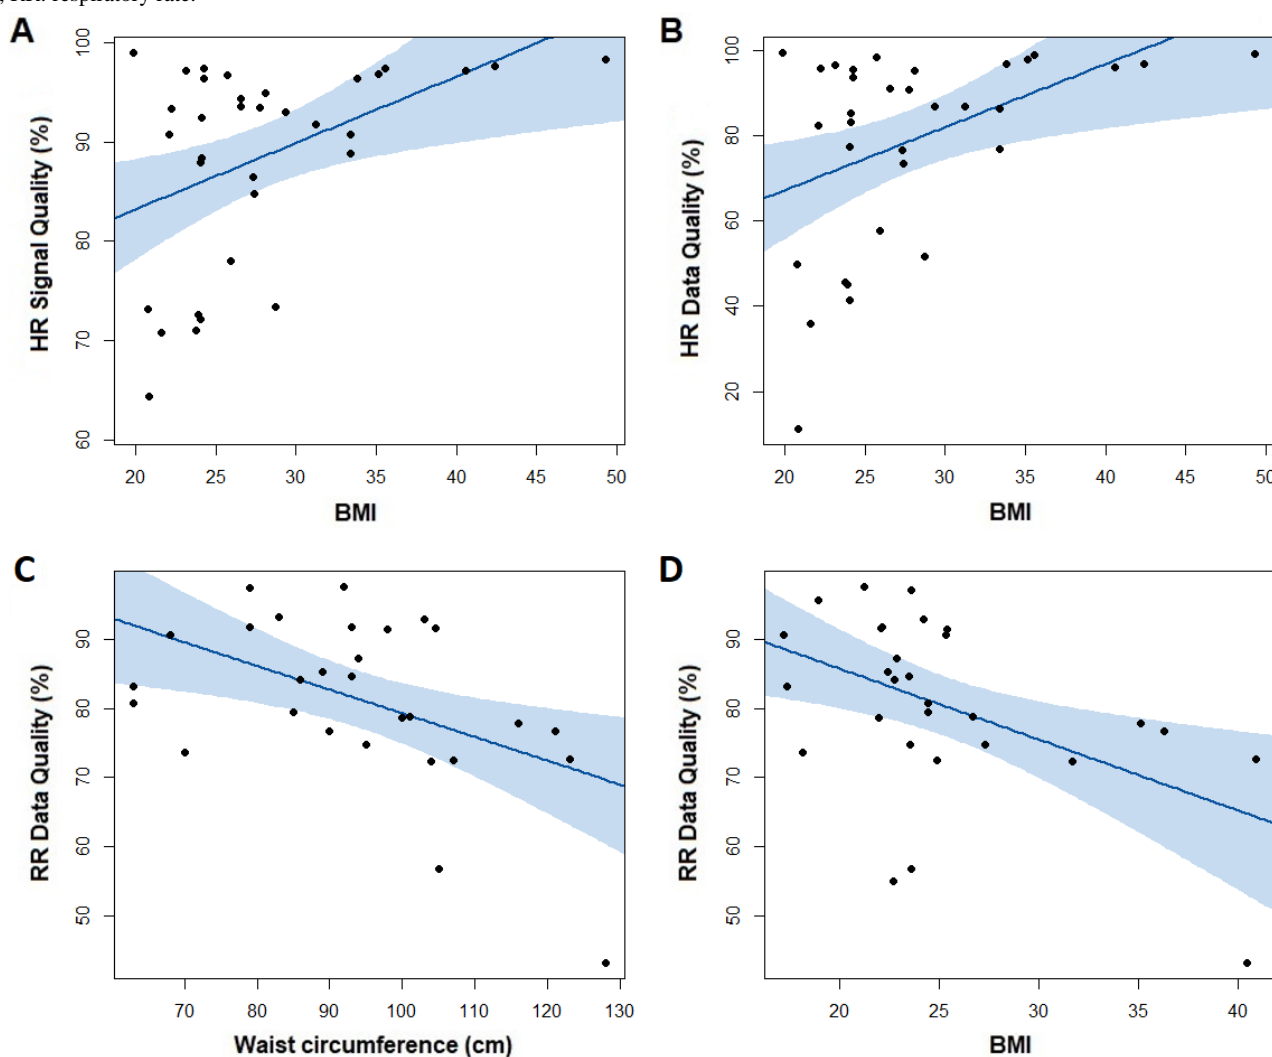 respiratory rate.
A
B
HR Signal Quality (%)
100
90
80
70
60
20 25 30 35 40 45 50
BMI
HR Data Quality (%)
100
80
60
40
20
20 25 30 35 40 45 50
BMI
C
D
RR Data Quality (%)
90
80
70
60
50
70 80 90 100 110 120 130
Waist circumference (cm)
RR Data Quality (%)
90
80
70
60
50
20 25 30 35 40
BMI